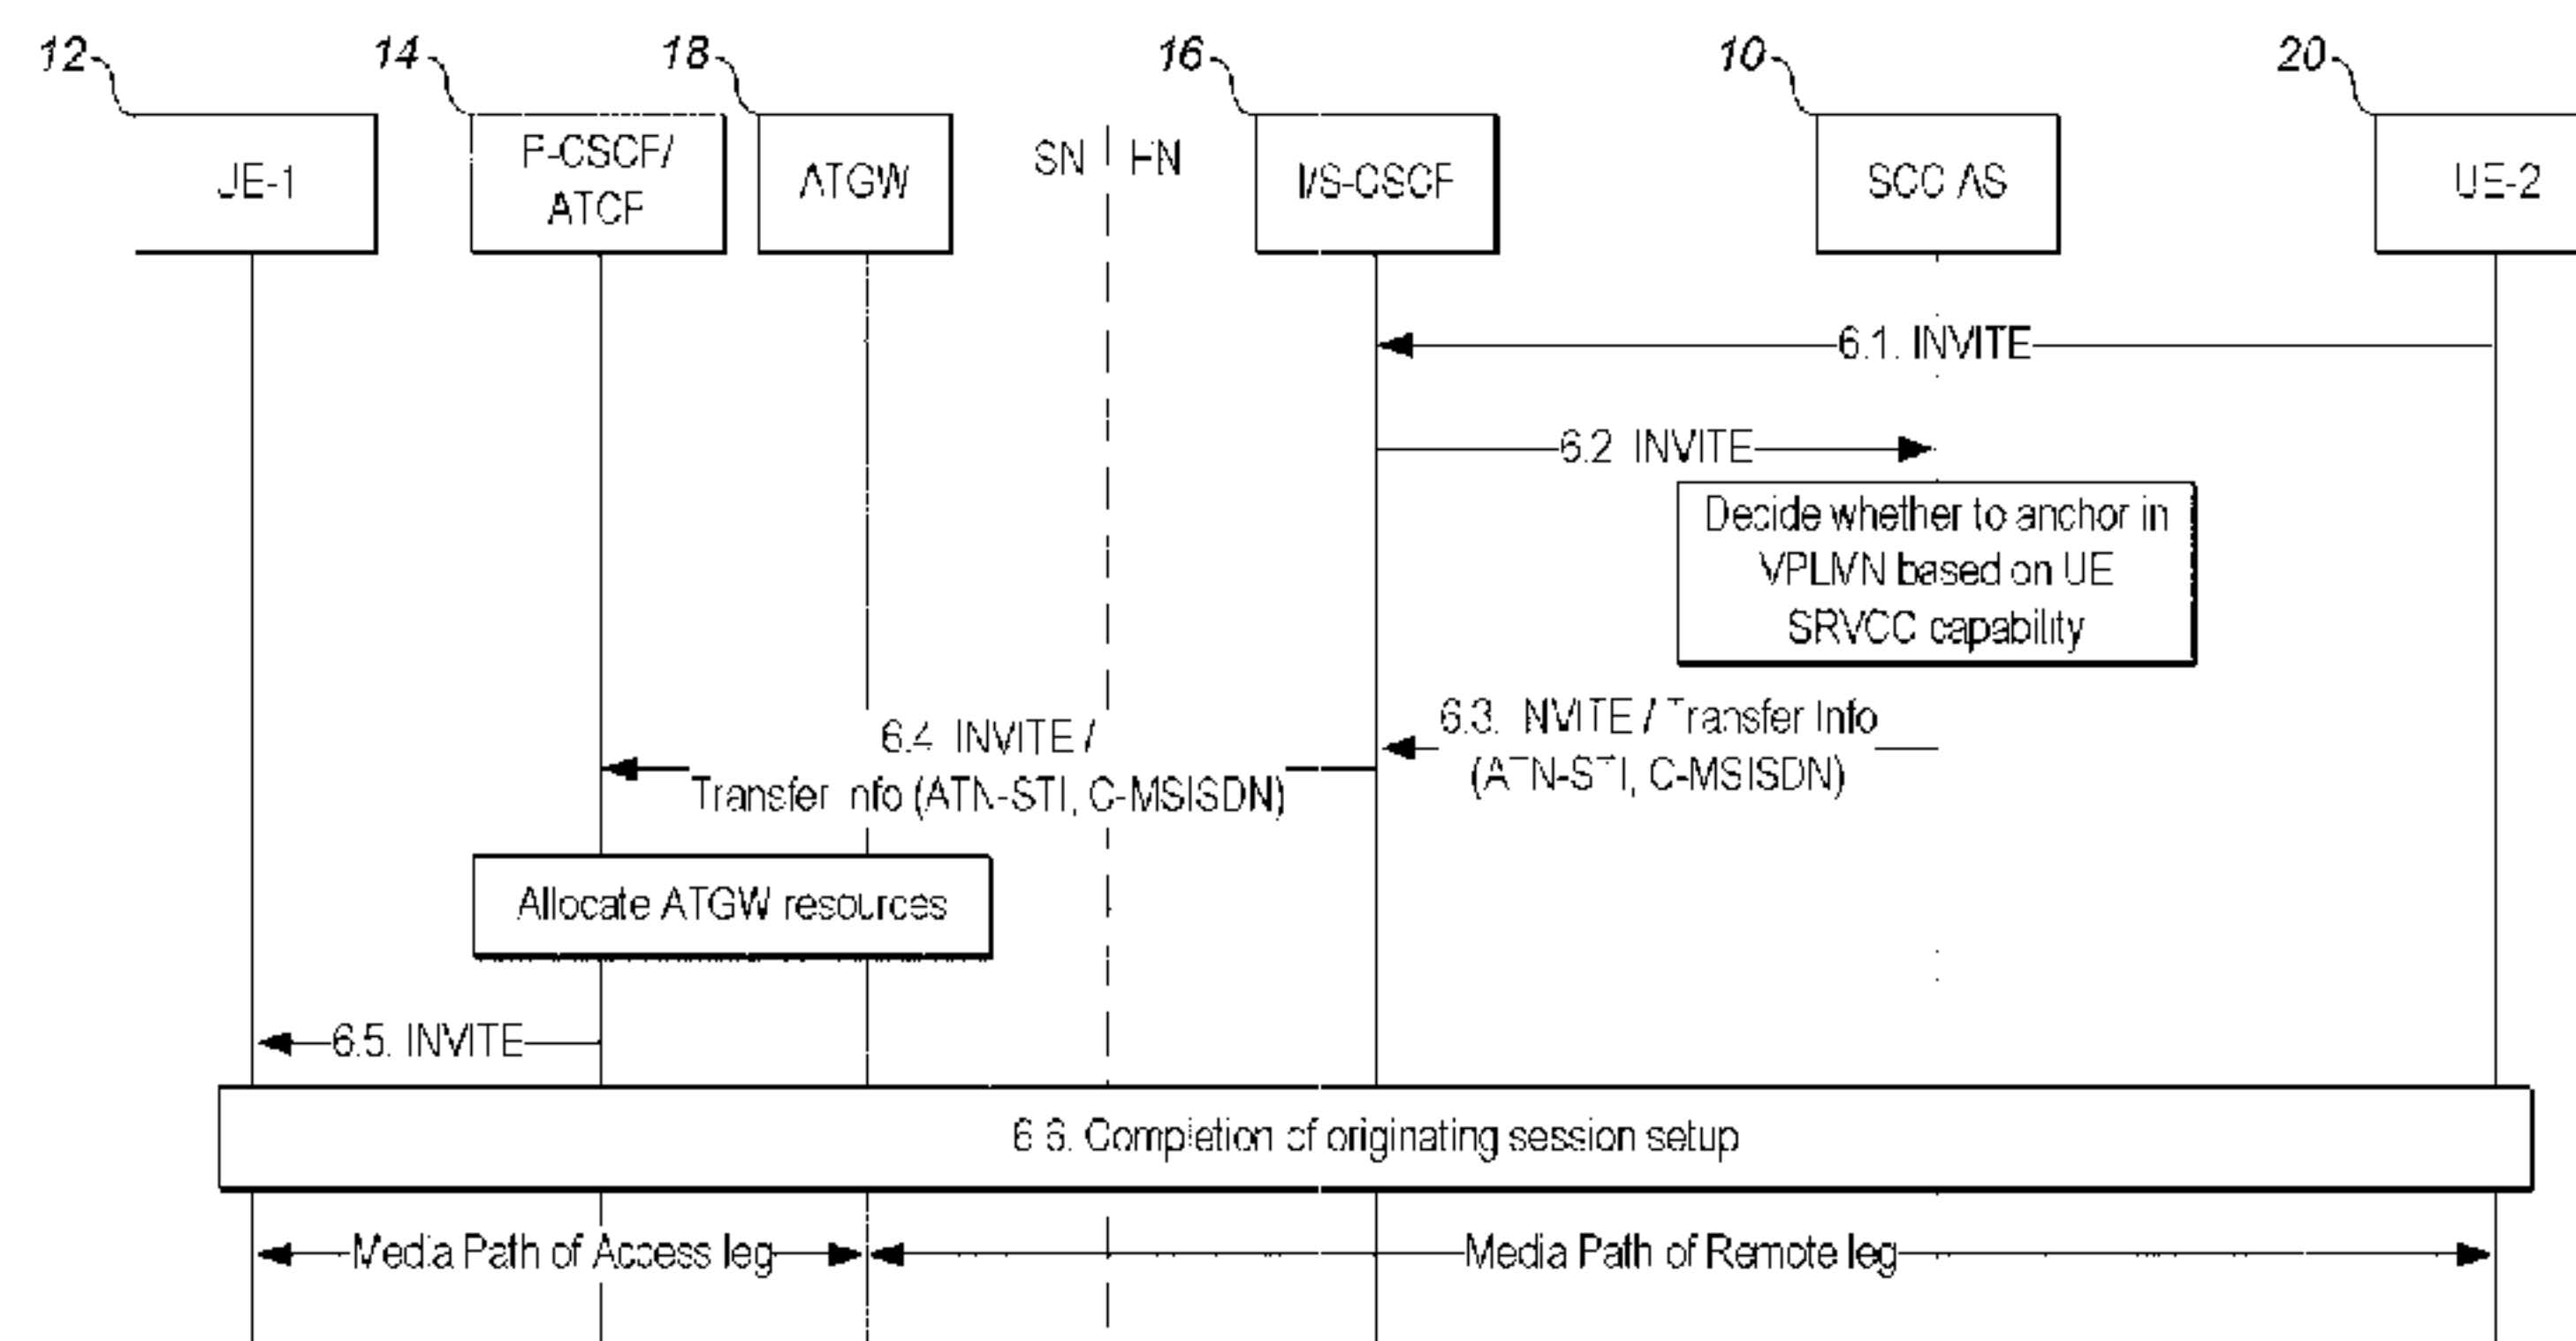 12
14
18
16
10
20
UE-1
P-CSCF/
ATCF
ATGW
SN
HN
I/S-CSCF
SCC AS
UE-2
6.1. INVITE
6.2 INVITE
Decide whether to anchor in
VPLMN based on UE
SRVCC capability
6.3. INVITE / Transfer Info
(ATN-STI, C-MSISDN)
6.4 INVITE /
Transfer Info (ATN-STI, C-MSISDN)
Allocate ATGW resources
6.5. INVITE
6.6. Completion of originating session setup
Media Path of Access leg
Media Path of Remote leg